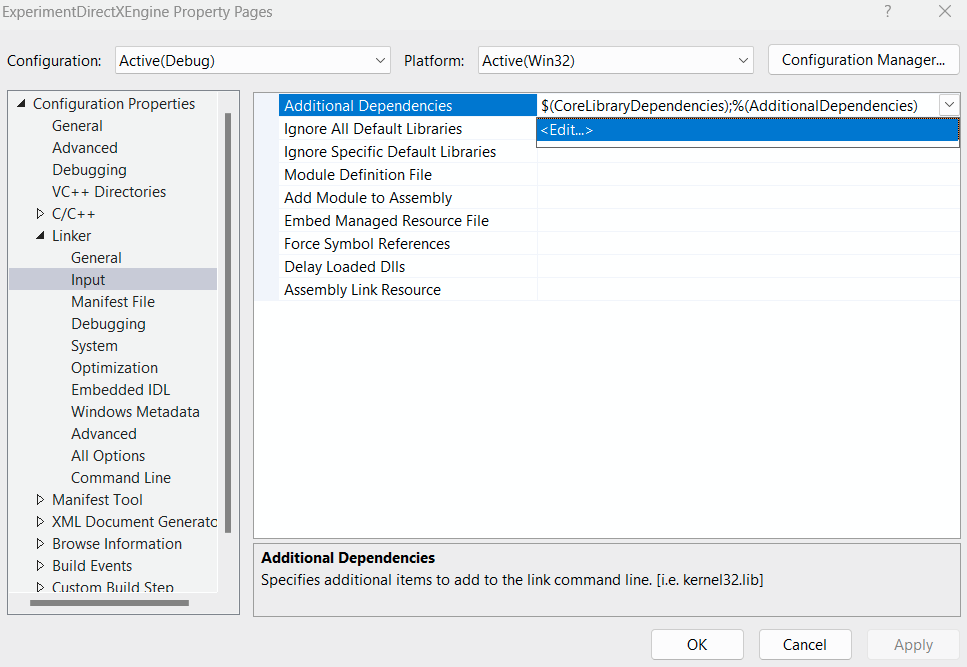 ExperimentDirectXEngine Property Pages
?
Configuration: Active(Debug) Platform: Active(Win32) Configuration Manager...
Configuration Properties
General
Advanced
Debugging
VC++ Directories
C/C++
Linker
General
Input
Manifest File
Debugging
System
Optimization
Embedded IDL
Windows Metadata
Advanced
All Options
Command Line
Manifest Tool
XML Document Generato
Browse Information
Build Events
Custom Build Step
Additional Dependencies $(CoreLibraryDependencies);%(AdditionalDependencies)
Ignore All Default Libraries <Edit...>
Ignore Specific Default Libraries
Module Definition File
Add Module to Assembly
Embed Managed Resource File
Force Symbol References
Delay Loaded Dlls
Assembly Link Resource
Additional Dependencies
Specifies additional items to add to the link command line. [i.e. kernel32.lib]
OK Cancel Apply